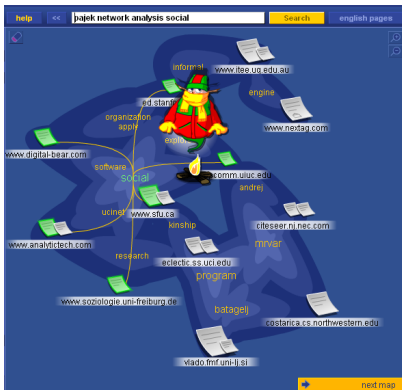 help
<<
pajek network analysis social
Search
english pages
informal
www.itee.uq.edu.au
engine
ed.stanf
organization
apply
explor
www.nextag.com
www.digital-bear.com
software
social
comm.uiuc.edu
andrej
ucinet
www.sfu.ca
kinship
citeseer.nj.nec.com
www.analytictech.com
mrvar
research
eclectic.ss.uci.edu
program
www.soziologie.uni-freiburg.de
batagelj
costarica.cs.northwestern.edu
vlado.fmf.uni-lj.si
next map